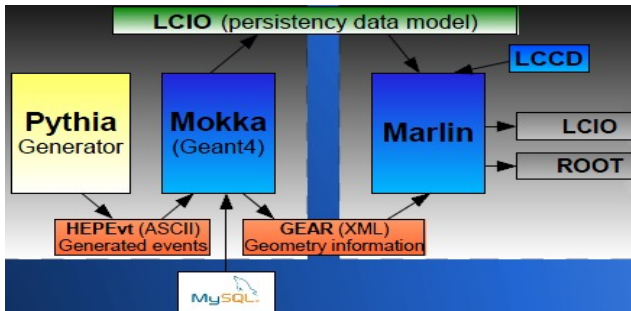 LCIO (persistency data model)
LCCD
Pythia
Generator
Mokka
(Geant4)
Marlin
LCIO
ROOT
HEPEvt (ASCII)
Generated events
GEAR (XML)
Geometry information
MySQL